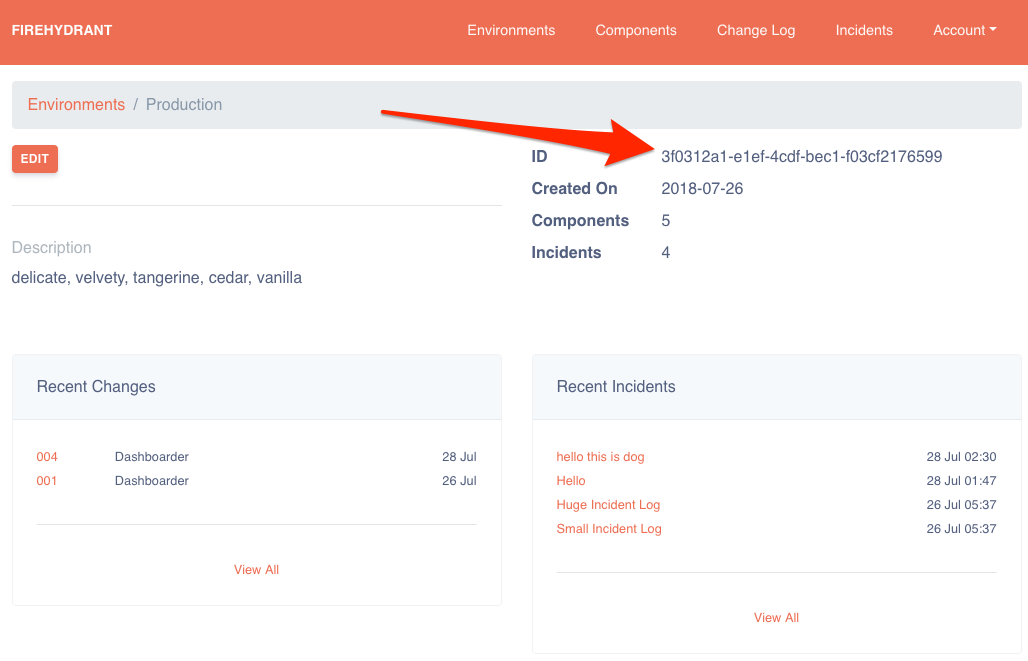 FIREHYDRANT Environments Components Change Log Incidents Account
Environments / Production
EDIT
ID 3f0312a1-e1ef-4cdf-bec1-f03cf2176599
Created On 2018-07-26
Components 5
Incidents 4
Description
delicate, velvety, tangerine, cedar, vanilla
Recent Changes
004 Dashboarder 28 Jul
001 Dashboarder 26 Jul
View All
Recent Incidents
hello this is dog 28 Jul 02:30
Hello 28 Jul 01:47
Huge Incident Log 26 Jul 05:37
Small Incident Log 26 Jul 05:37
View All